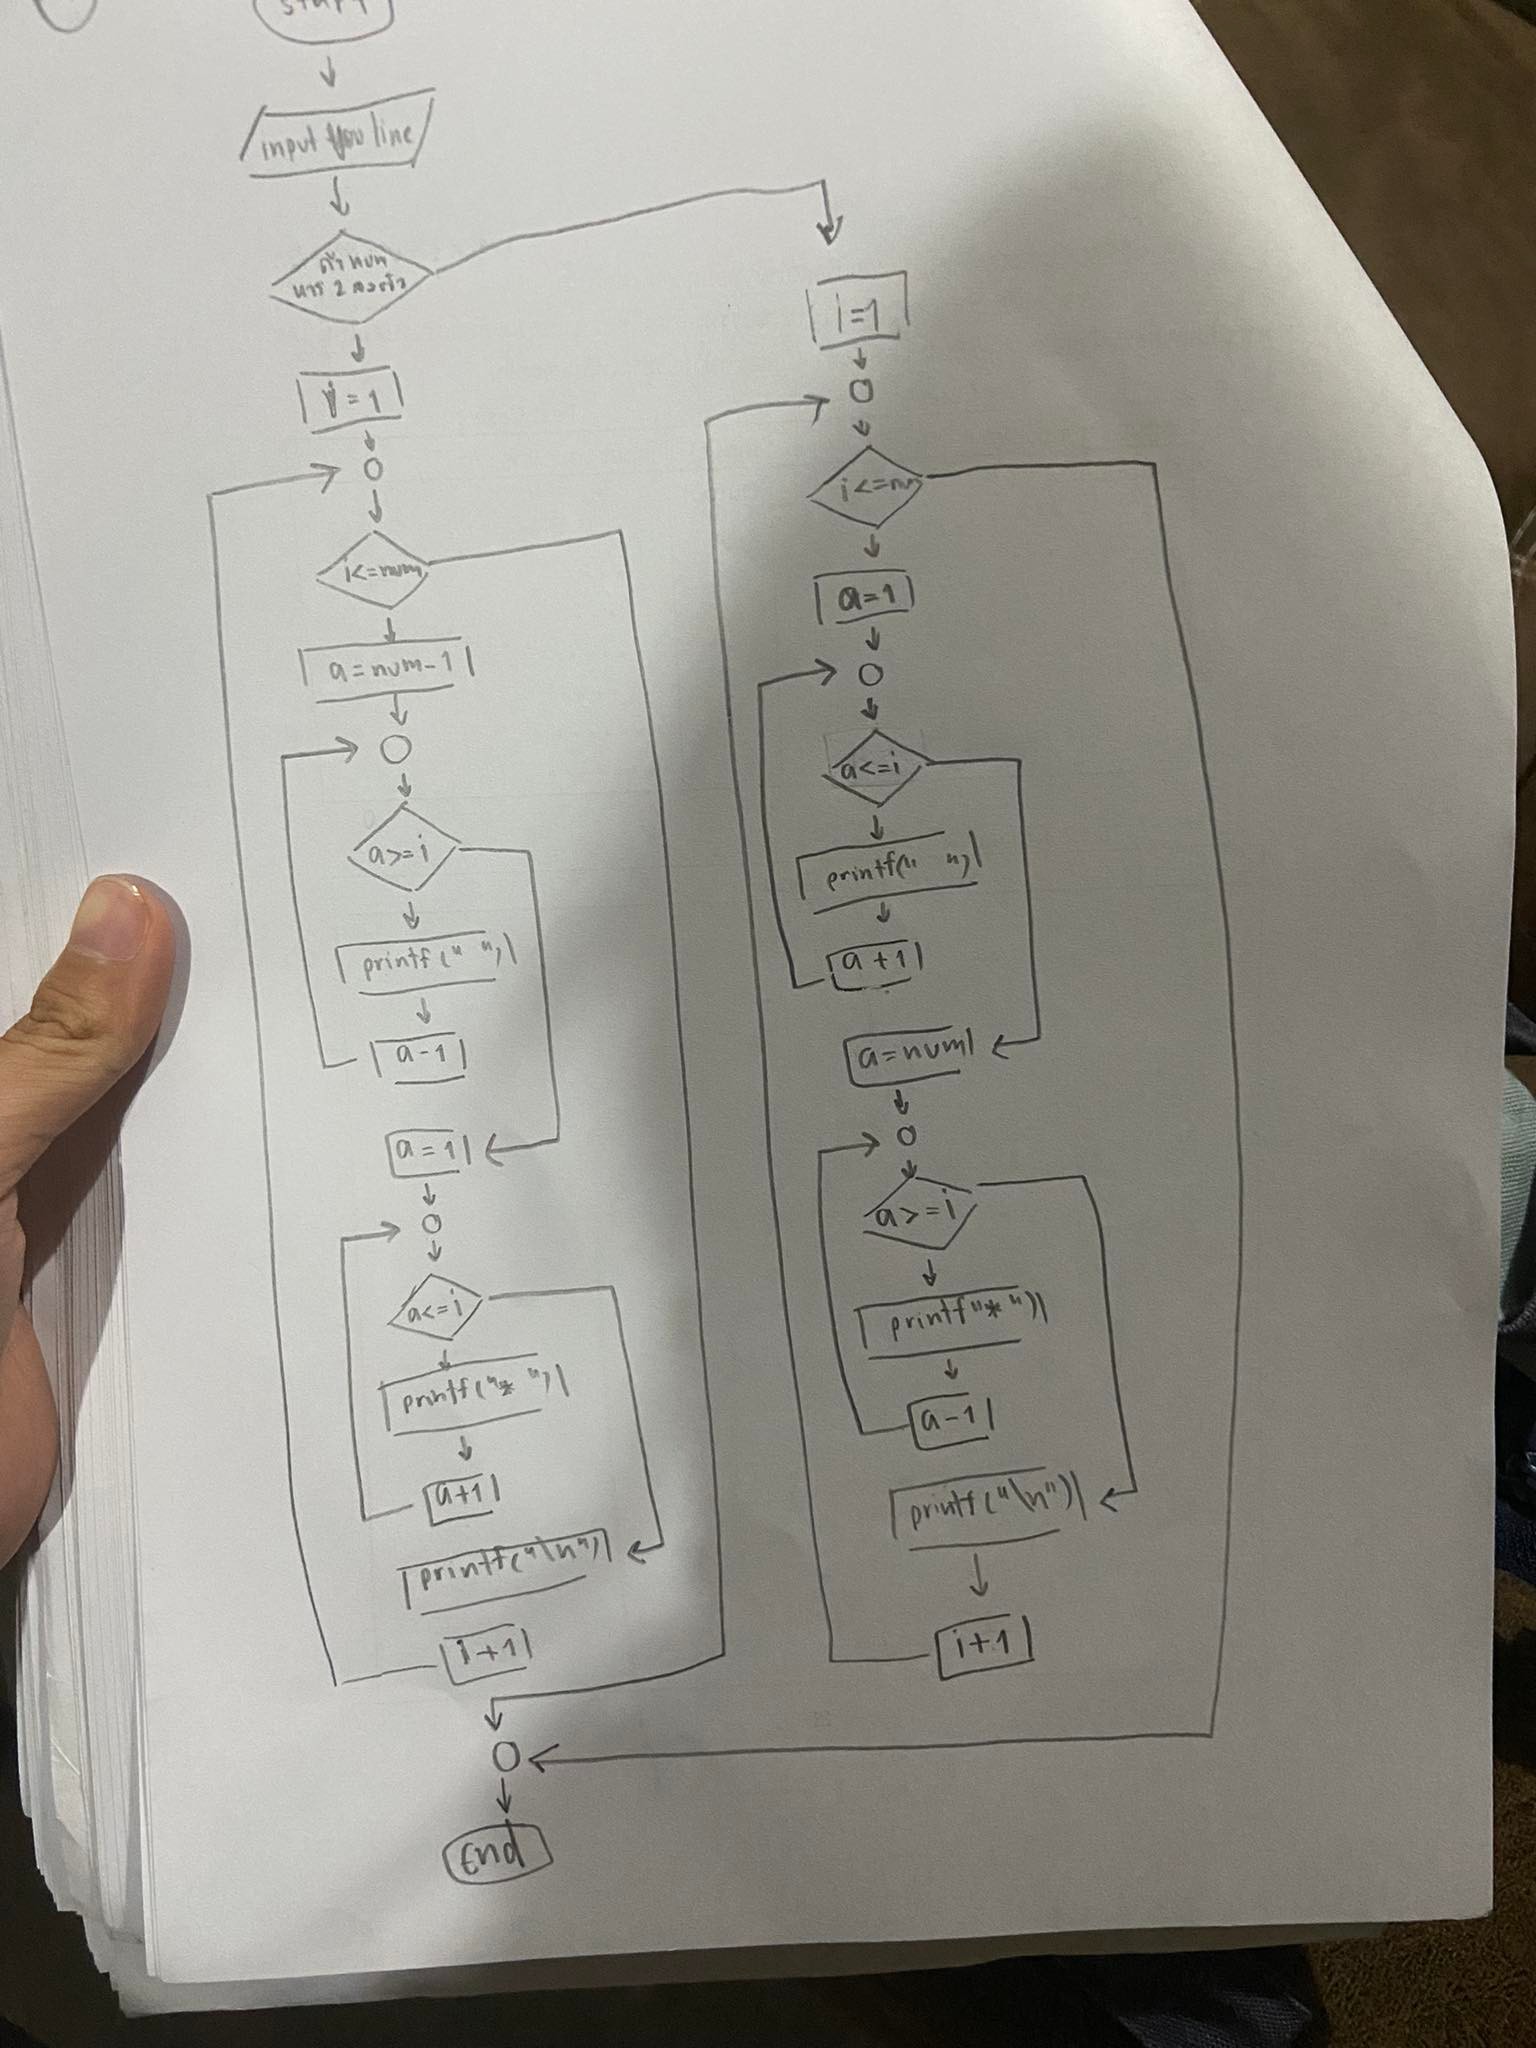 start
input line
ถ้า num
หาร 2 ลงตัว
i=1
i<=num
a=num-1
a>=i
printf(" ")
a-1
a=1
a<=i
printf("* ")
a+1
printf("\n")
i+1
End
i=1
i<=num
a=1
a<=i
printf(" ")
a+1
a=num
a>=i
printf"* ")
a-1
printf("\n")
i+1